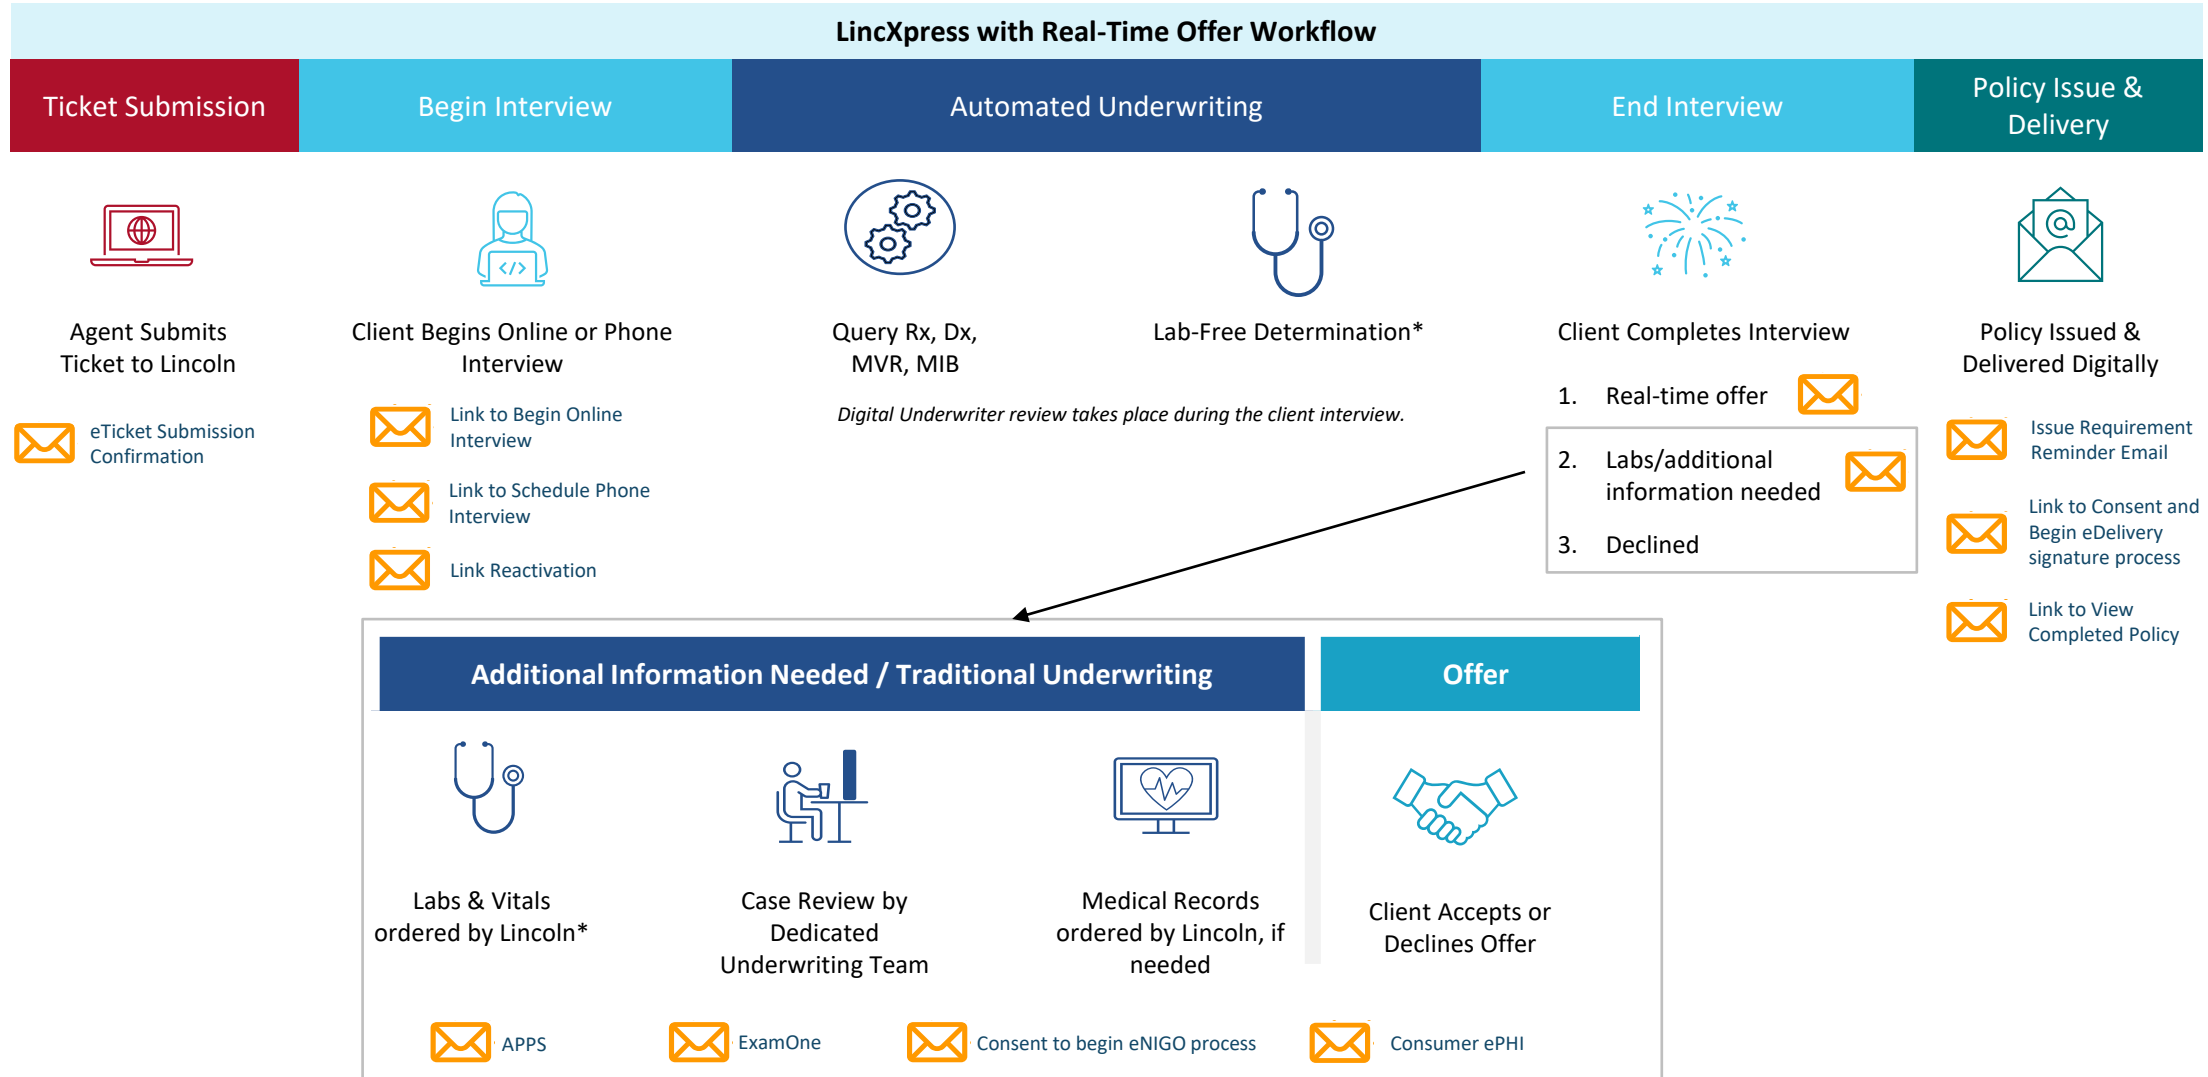 LincXpress with Real-Time Offer Workflow
Ticket Submission
Begin Interview
Automated Underwriting
End Interview
Policy Issue &
Delivery
Agent Submits
Ticket to Lincoln
eTicket Submission
Confirmation
Client Begins Online or Phone
Interview
Link to Begin Online
Interview
Link to Schedule Phone
Interview
Link Reactivation
</>
Query Rx, Dx,
MVR, MIB
Lab-Free Determination*
Digital Underwriter review takes place during the client interview.
Client Completes Interview
1. Real-time offer
2. Labs/additional
information needed
3. Declined
@
Policy Issued &
Delivered Digitally
Issue Requirement
Reminder Email
Link to Consent and
Begin eDelivery
signature process
Link to View
Completed Policy
Additional Information Needed / Traditional Underwriting
Offer
Labs & Vitals
ordered by Lincoln*
Case Review by
Dedicated
Underwriting Team
Medical Records
ordered by Lincoln, if
needed
Client Accepts or
Declines Offer
APPS
ExamOne
Consent to begin eNIGO process
Consumer ePHI